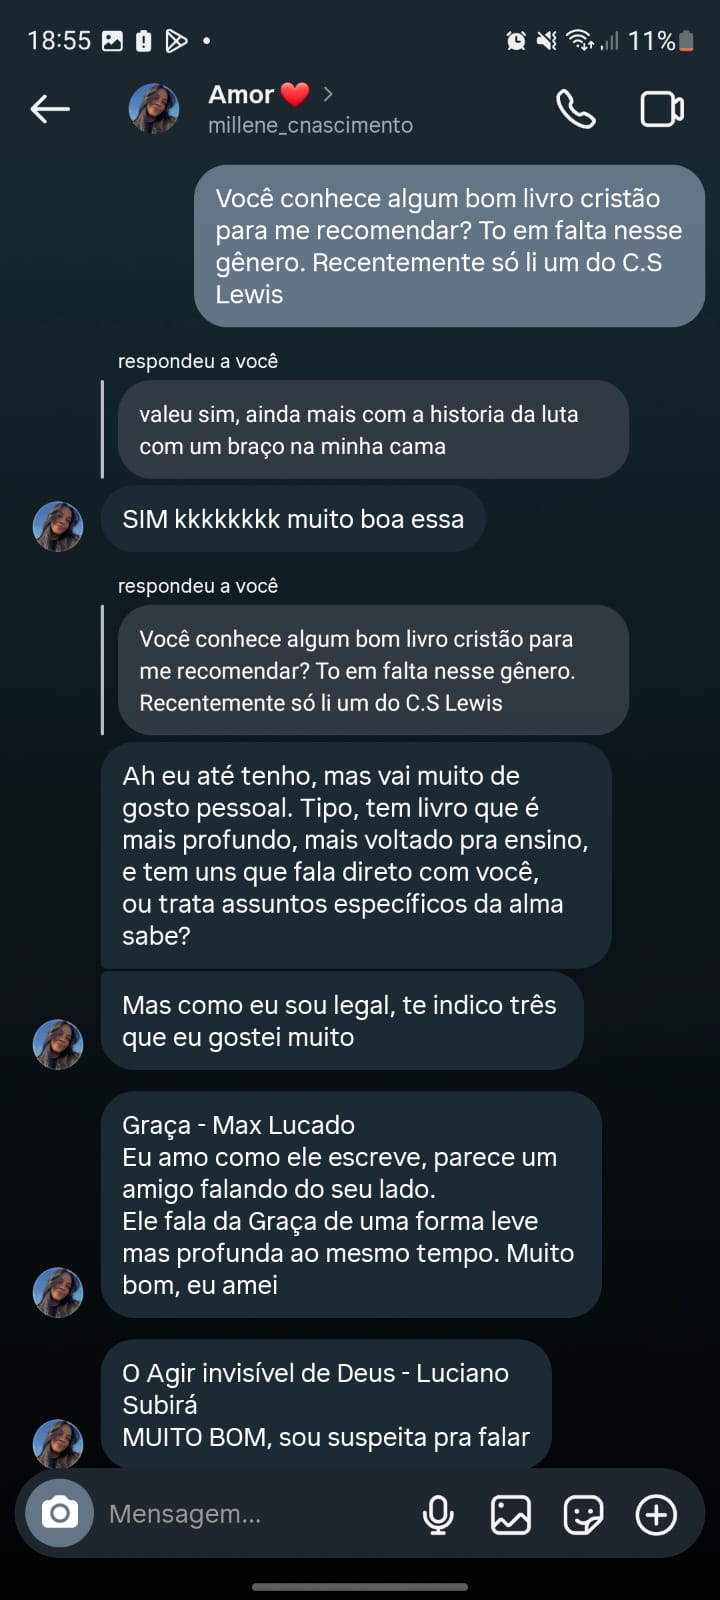 18:55
11%
Amor ❤️
millene_cnascimento
Você conhece algum bom livro cristão
para me recomendar? To em falta nesse
gênero. Recentemente só li um do C.S
Lewis
respondeu a você
valeu sim, ainda mais com a historia da luta
com um braço na minha cama
SIM kkkkkkkk muito boa essa
respondeu a você
Você conhece algum bom livro cristão para
me recomendar? To em falta nesse gênero.
Recentemente só li um do C.S Lewis
Ah eu até tenho, mas vai muito de
gosto pessoal. Tipo, tem livro que é
mais profundo, mais voltado pra ensino,
e tem uns que fala direto com você,
ou trata assuntos específicos da alma
sabe?
Mas como eu sou legal, te indico três
que eu gostei muito
Graça - Max Lucado
Eu amo como ele escreve, parece um
amigo falando do seu lado.
Ele fala da Graça de uma forma leve
mas profunda ao mesmo tempo. Muito
bom, eu amei
O Agir invisível de Deus - Luciano
Subirá
MUITO BOM, sou suspeita pra falar
Mensagem...